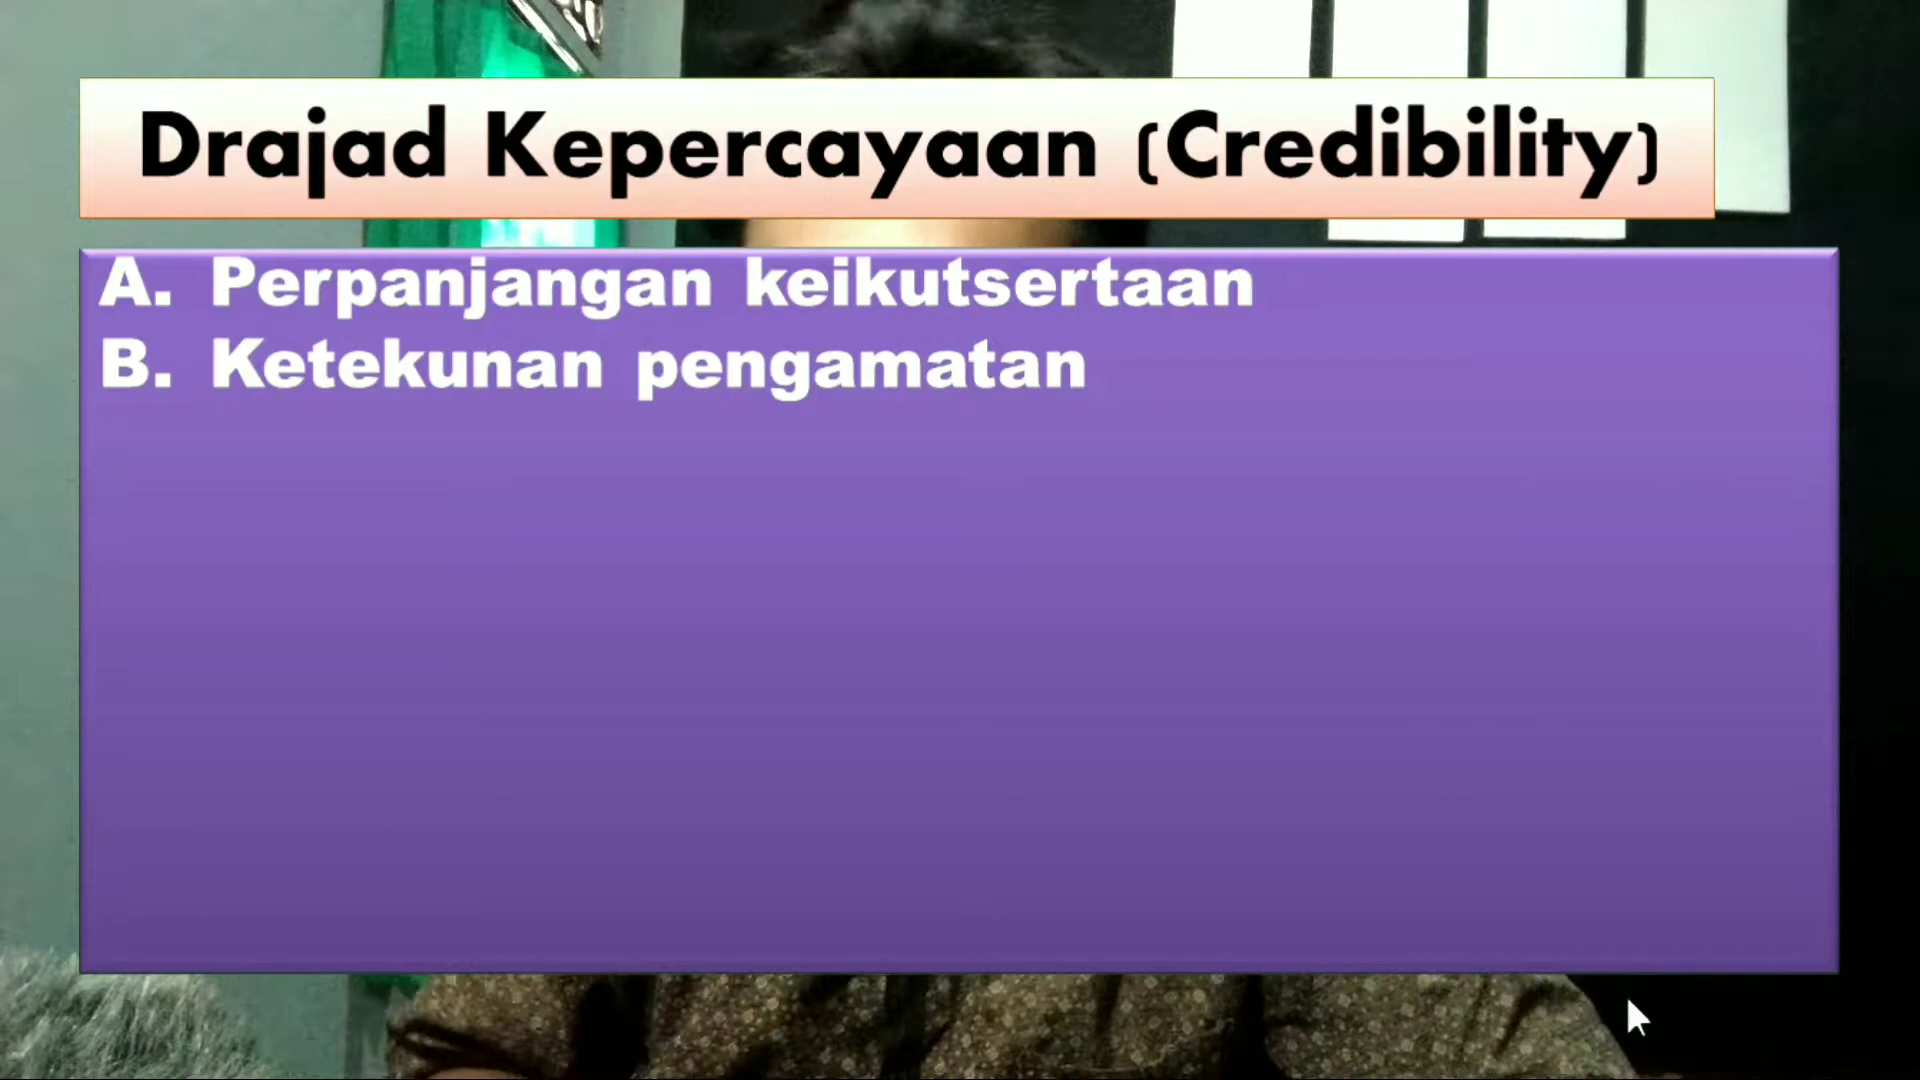 Drajad Kepercayaan (Credibility)
A. Perpanjangan keikutsertaan
B. Ketekunan pengamatan